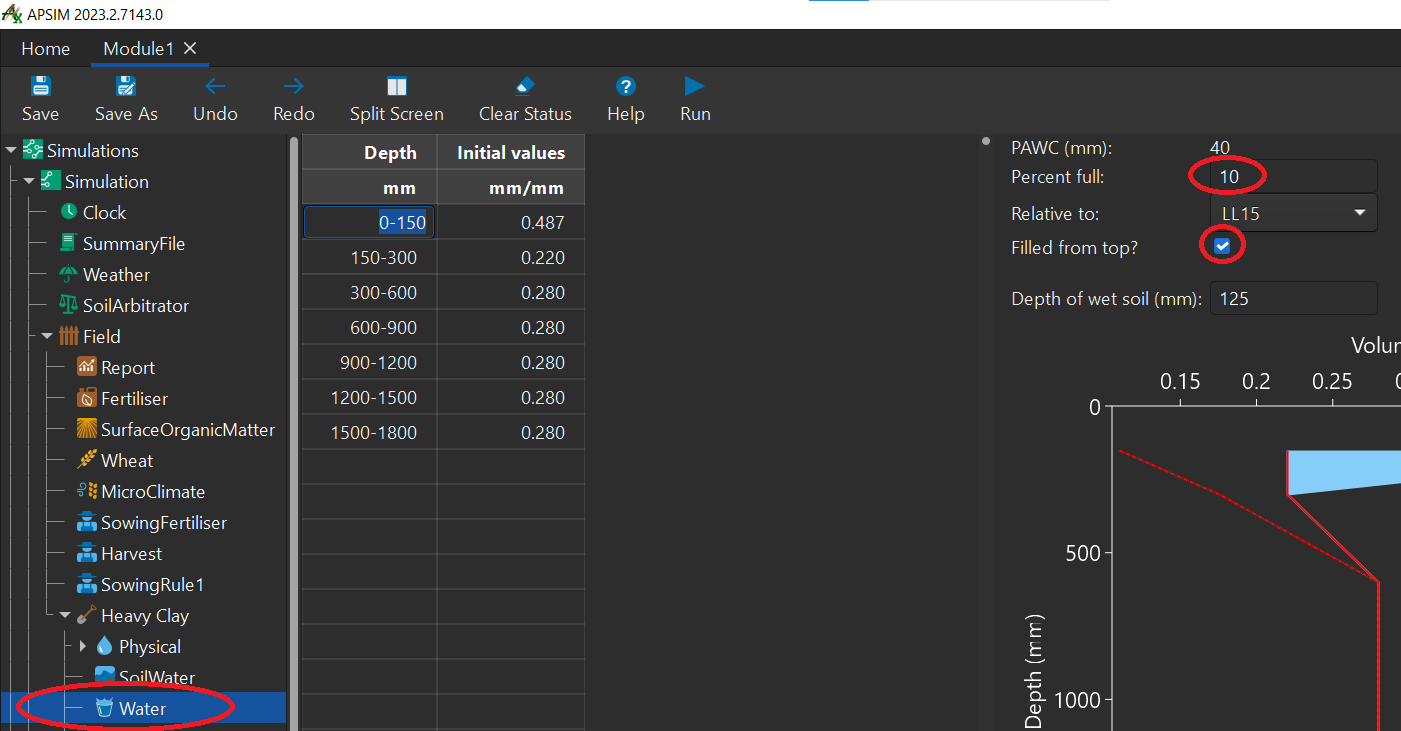 APSIM 2023.2.7143.0
Home Module1
Save Save As Undo Redo Split Screen Clear Status Help Run
Simulations
Simulation
Clock
SummaryFile
Weather
SoilArbitrator
Field
Report
Fertiliser
SurfaceOrganicMatter
Wheat
MicroClimate
SowingFertiliser
Harvest
SowingRule1
Heavy Clay
Physical
SoilWater
Water
Depth Initial values
mm mm/mm
0-150 0.487
150-300 0.220
300-600 0.280
600-900 0.280
900-1200 0.280
1200-1500 0.280
1500-1800 0.280
PAWC (mm): 40
Percent full: 10
Relative to: LL15
Filled from top?
Depth of wet soil (mm): 125
Volur
0.15 0.2 0.25
0
500
1000
Depth (mm)